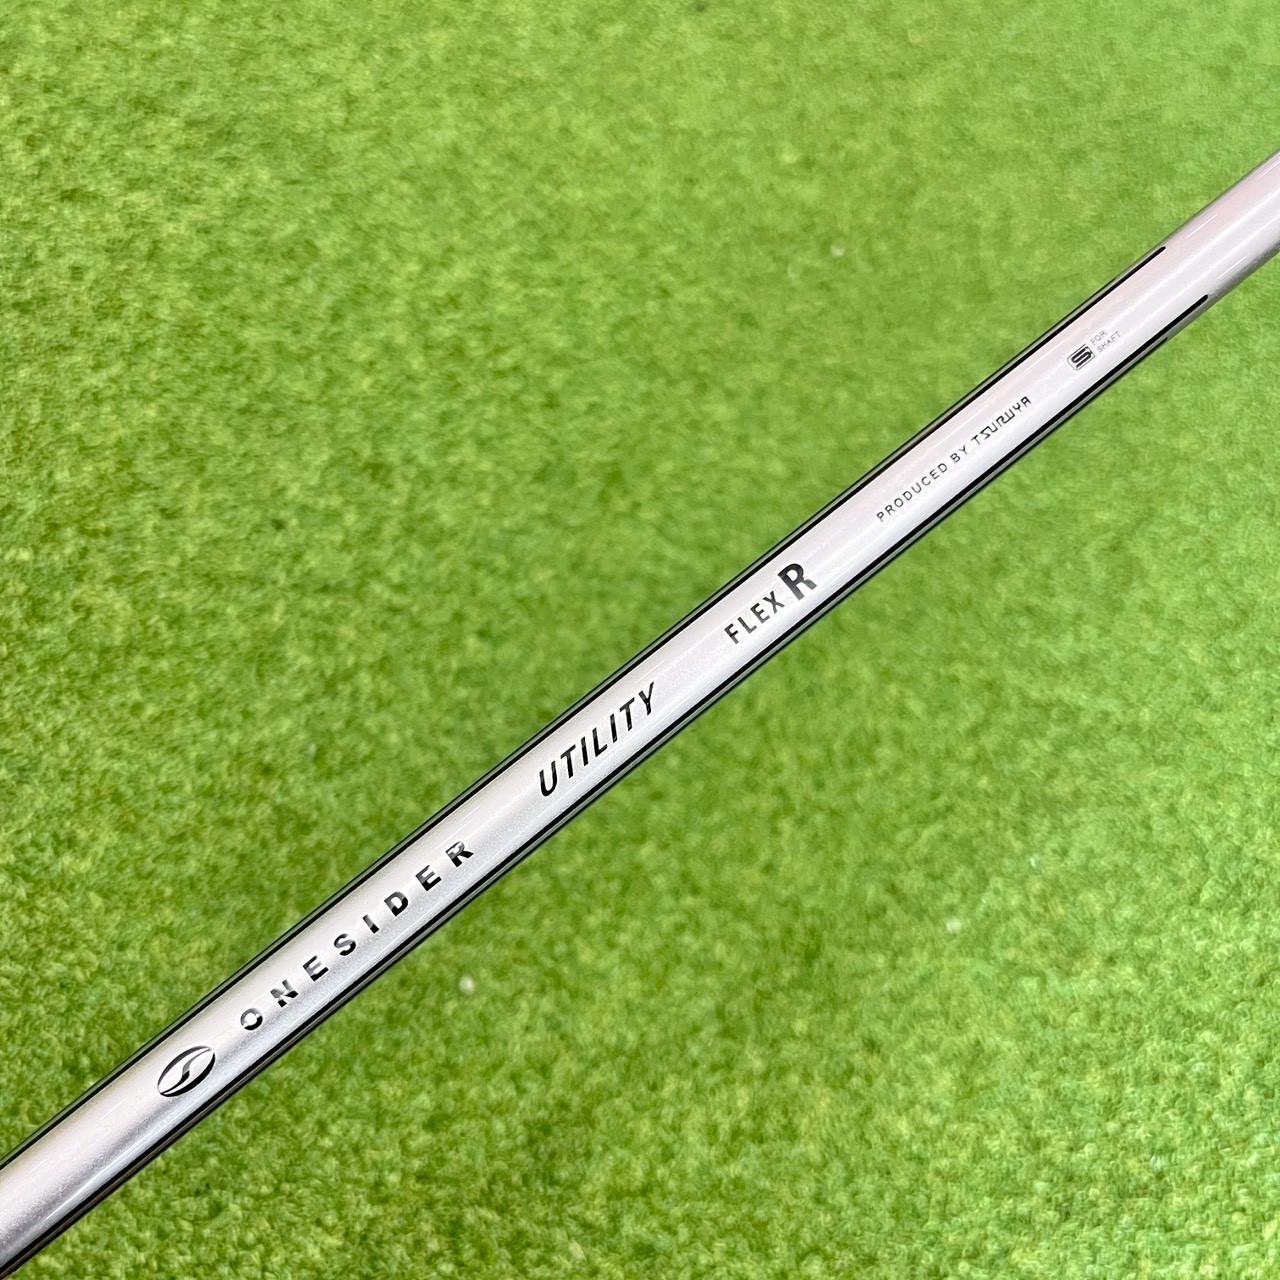 ONESIDER UTILITY FLEX R PRODUCED BY TSURUYA S FOR
SHAFT